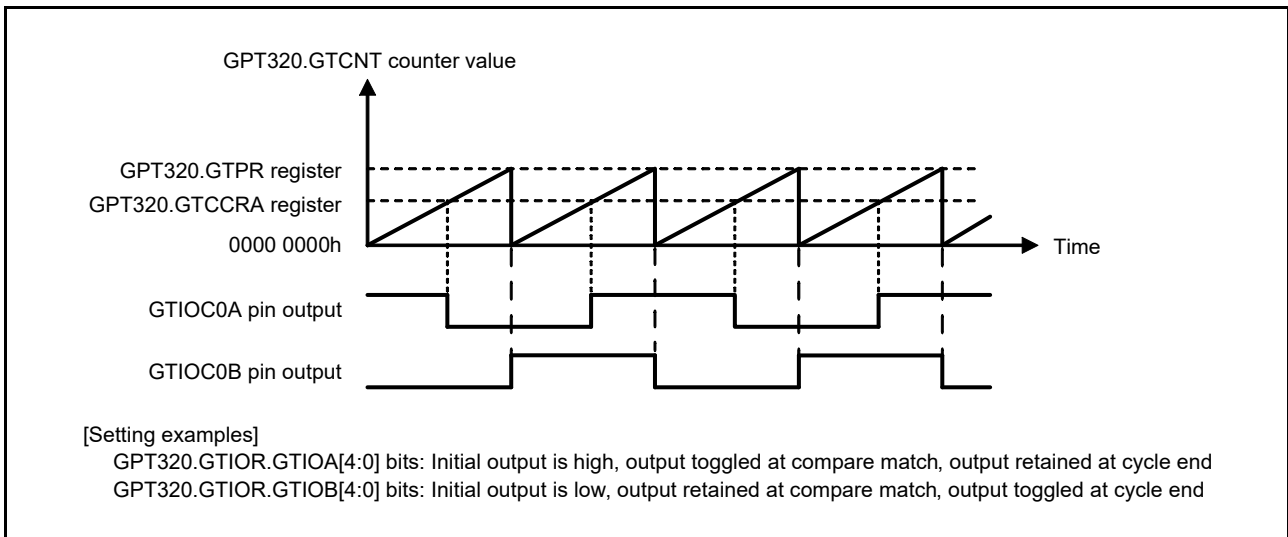 GPT320.GTCNT counter value
GPT320.GTPR register
GPT320.GTCCRA register
0000 0000h
Time
GTIOC0A pin output
GTIOC0B pin output
[Setting examples]
GPT320.GTIOR.GTIOA[4:0] bits: Initial output is high, output toggled at compare match, output retained at cycle end
GPT320.GTIOR.GTIOB[4:0] bits: Initial output is low, output retained at compare match, output toggled at cycle end